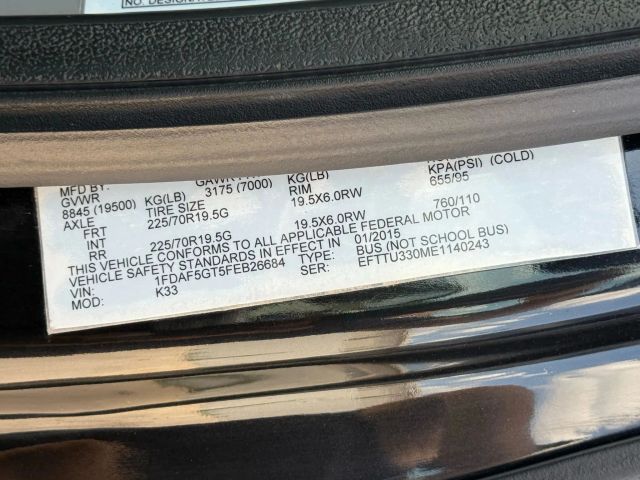 NO. DESIGNAT
MFD BY: GAWR
GVWR KG(LB) KG(LB) KPA(PSI) (COLD)
8845 (19500) 3175 (7000) RIM 655/95
AXLE TIRE SIZE 19.5X6.0RW
FRT 225/70R19.5G
INT 19.5X6.0RW 760/110
RR 225/70R19.5G
VEHICLE CONFORMS TO ALL APPLICABLE FEDERAL MOTOR
VEHICLE SAFETY STANDARDS IN EFFECT IN 01/2015
VIN: 1FDAF5GT5FEB26684 TYPE: BUS (NOT SCHOOL BUS)
MOD: K33 SER: EFTTU330ME1140243